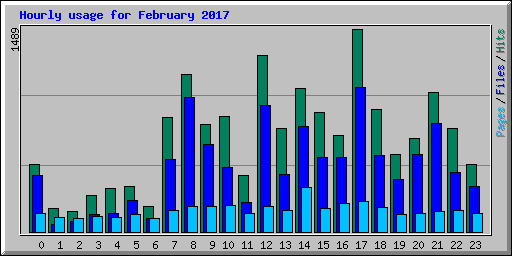 Hourly usage for February 2017
1489
Pages / Files / Hits
0 1 2 3 4 5 6 7 8 9 10 11 12 13 14 15 16 17 18 19 20 21 22 23